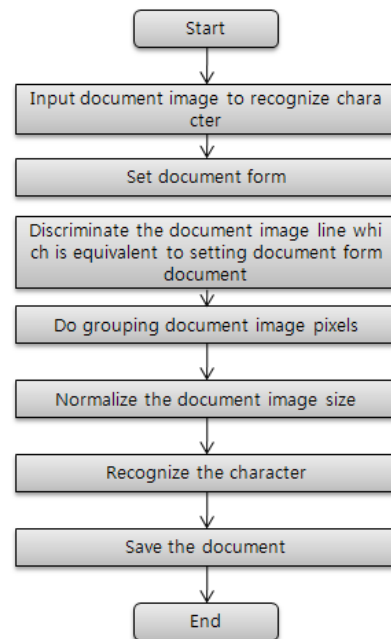 Start
Input document image to recognize chara
cter
Set document form
Discriminate the document image line whi
ch is equivalent to setting document form
document
Do grouping document image pixels
Normalize the document image size
Recognize the character
Save the document
End